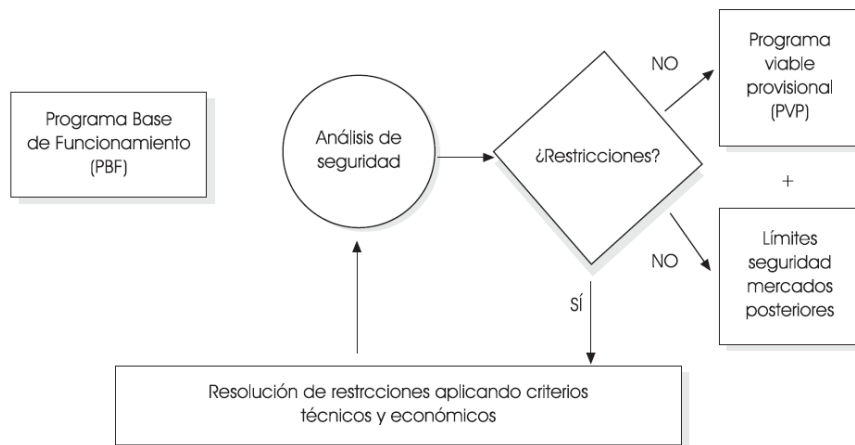 Programa Base
de Funcionamiento
(PBF)
Análisis de
seguridad
¿Restricciones?
NO
Programa
viable
provisional
(PVP)
+
NO
Límites
seguridad
mercados
posteriores
SÍ
Resolución de restrcciones aplicando criterios
técnicos y económicos